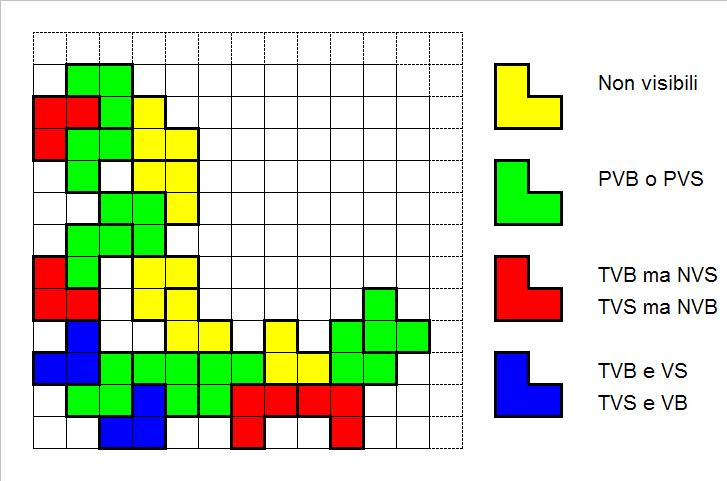 Non visibili
PVB o PVS
TVB ma NVS
TVS ma NVB
TVB e VS
TVS e VB